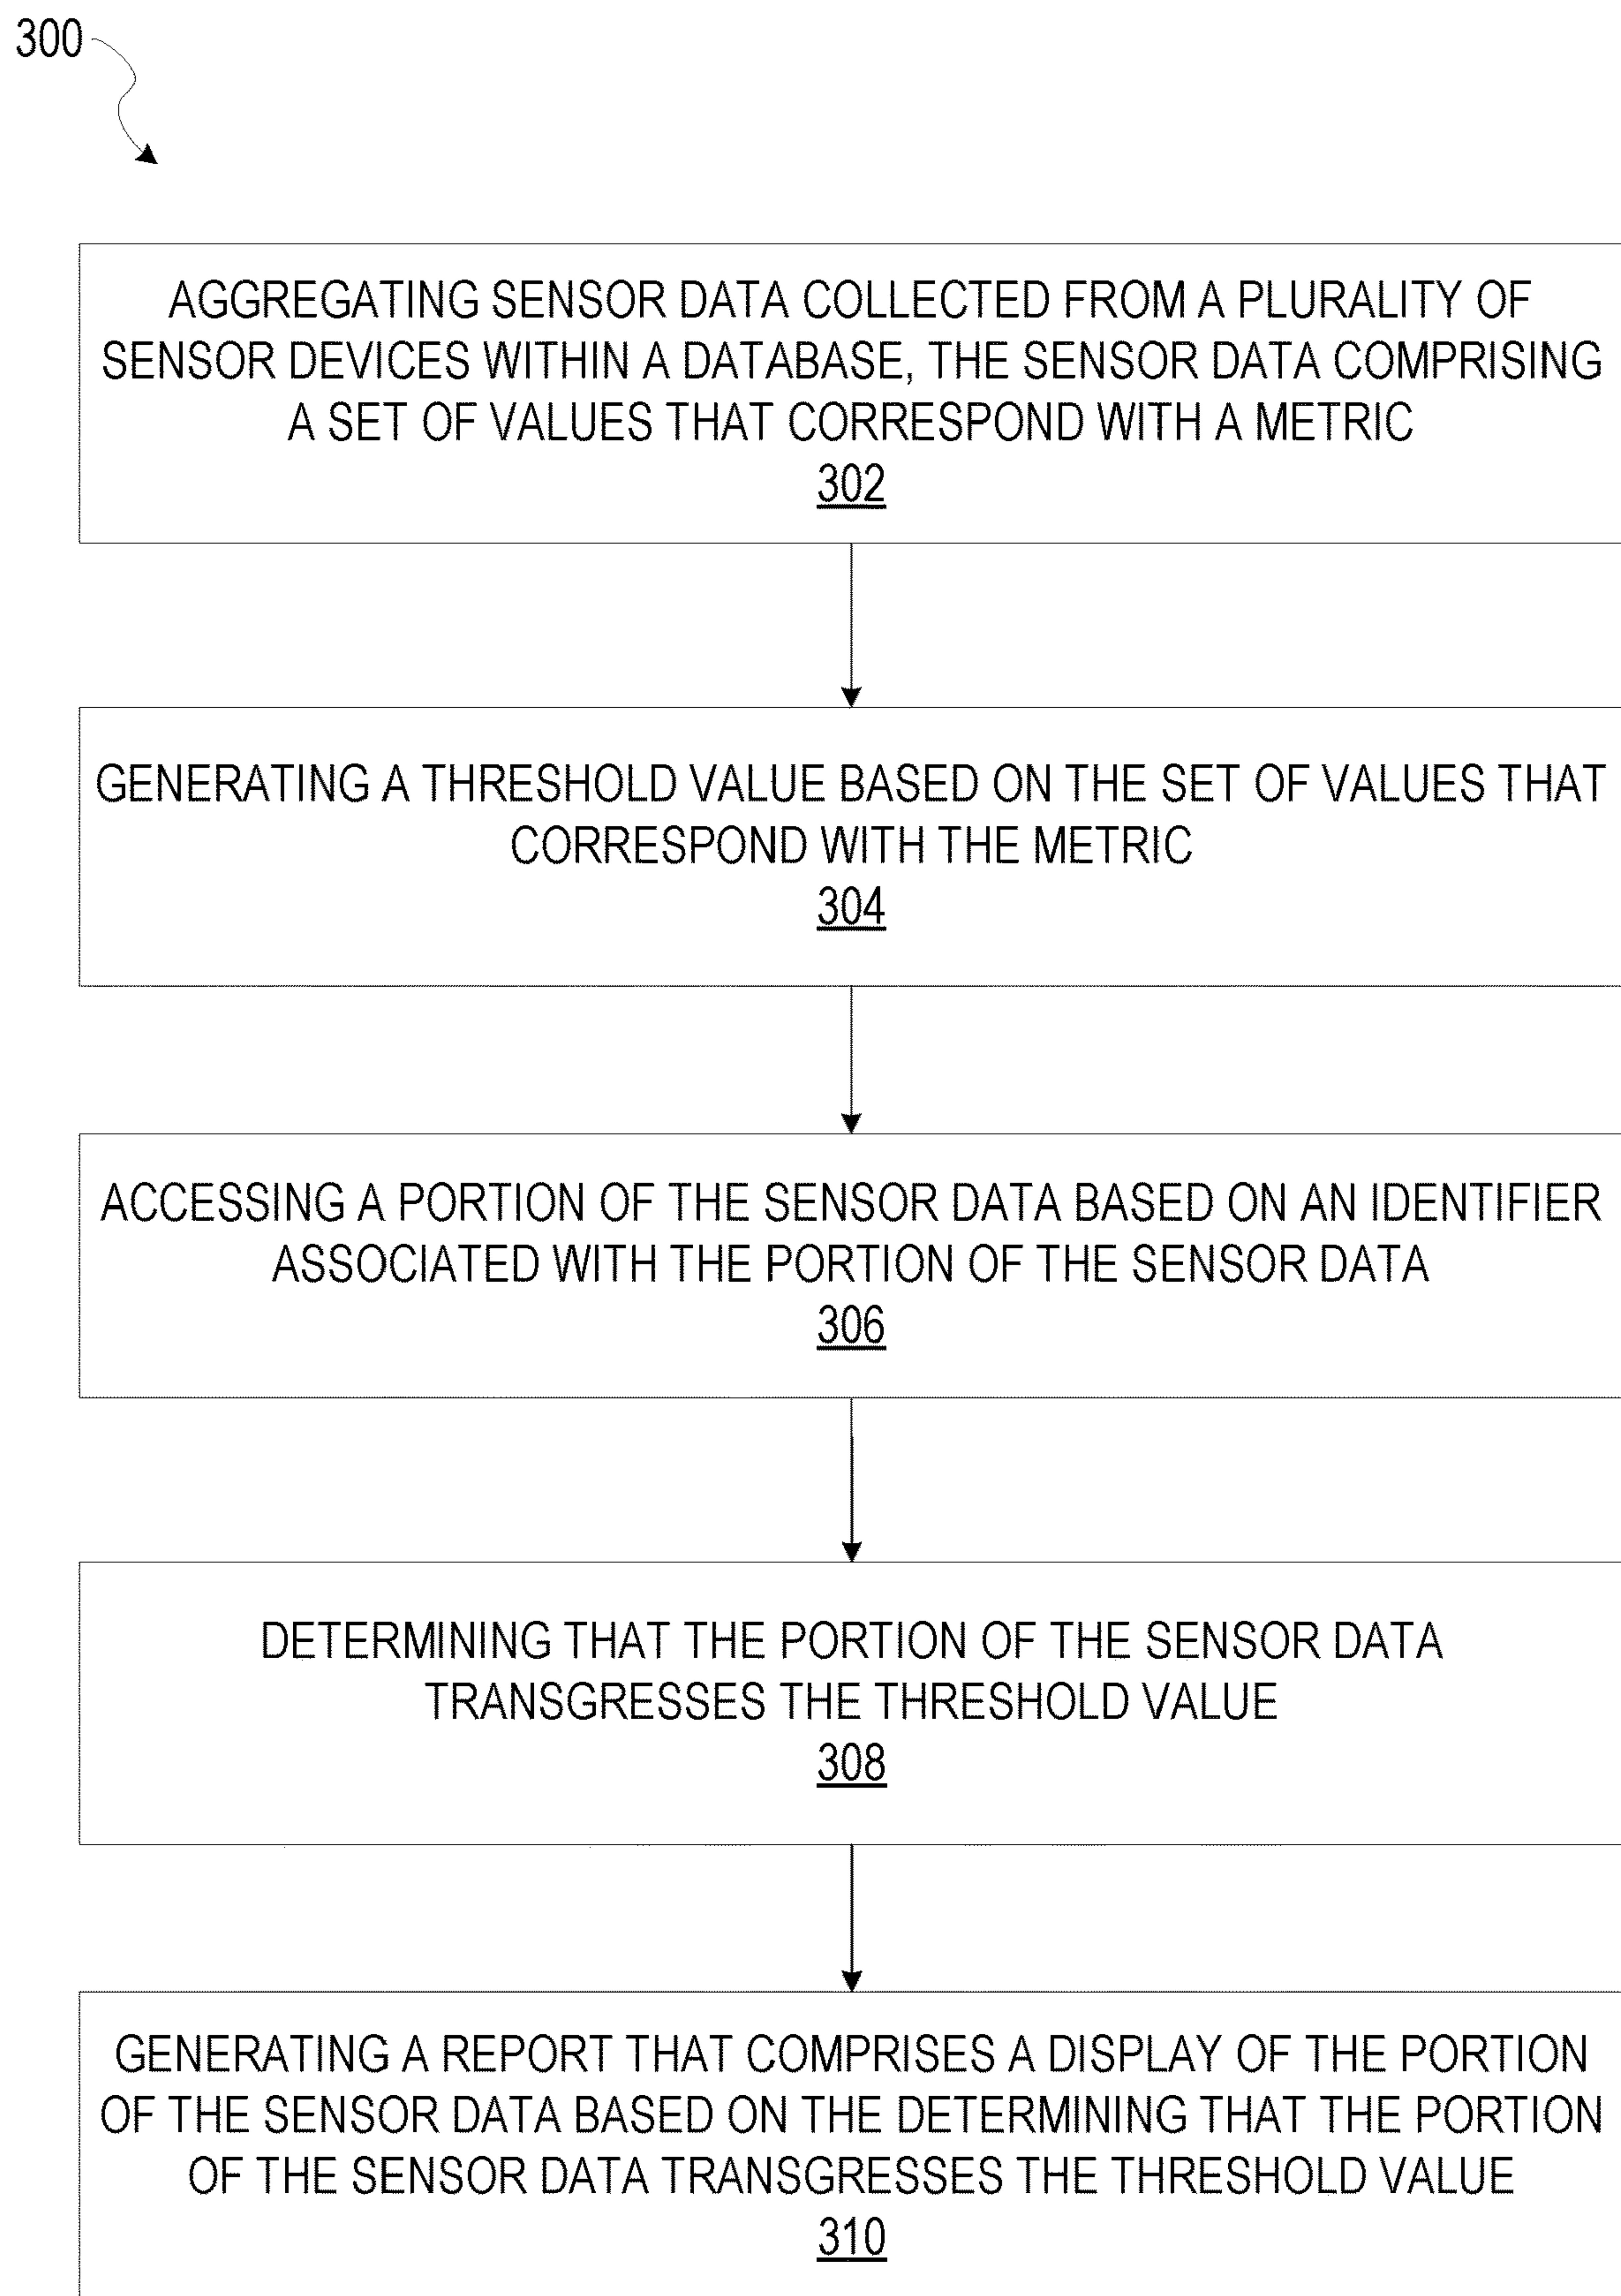 300
AGGREGATING SENSOR DATA COLLECTED FROM A PLURALITY OF
SENSOR DEVICES WITHIN A DATABASE, THE SENSOR DATA COMPRISING
A SET OF VALUES THAT CORRESPOND WITH A METRIC
302
GENERATING A THRESHOLD VALUE BASED ON THE SET OF VALUES THAT
CORRESPOND WITH THE METRIC
304
ACCESSING A PORTION OF THE SENSOR DATA BASED ON AN IDENTIFIER
ASSOCIATED WITH THE PORTION OF THE SENSOR DATA
306
DETERMINING THAT THE PORTION OF THE SENSOR DATA
TRANSGRESSES THE THRESHOLD VALUE
308
GENERATING A REPORT THAT COMPRISES A DISPLAY OF THE PORTION
OF THE SENSOR DATA BASED ON THE DETERMINING THAT THE PORTION
OF THE SENSOR DATA TRANSGRESSES THE THRESHOLD VALUE
310